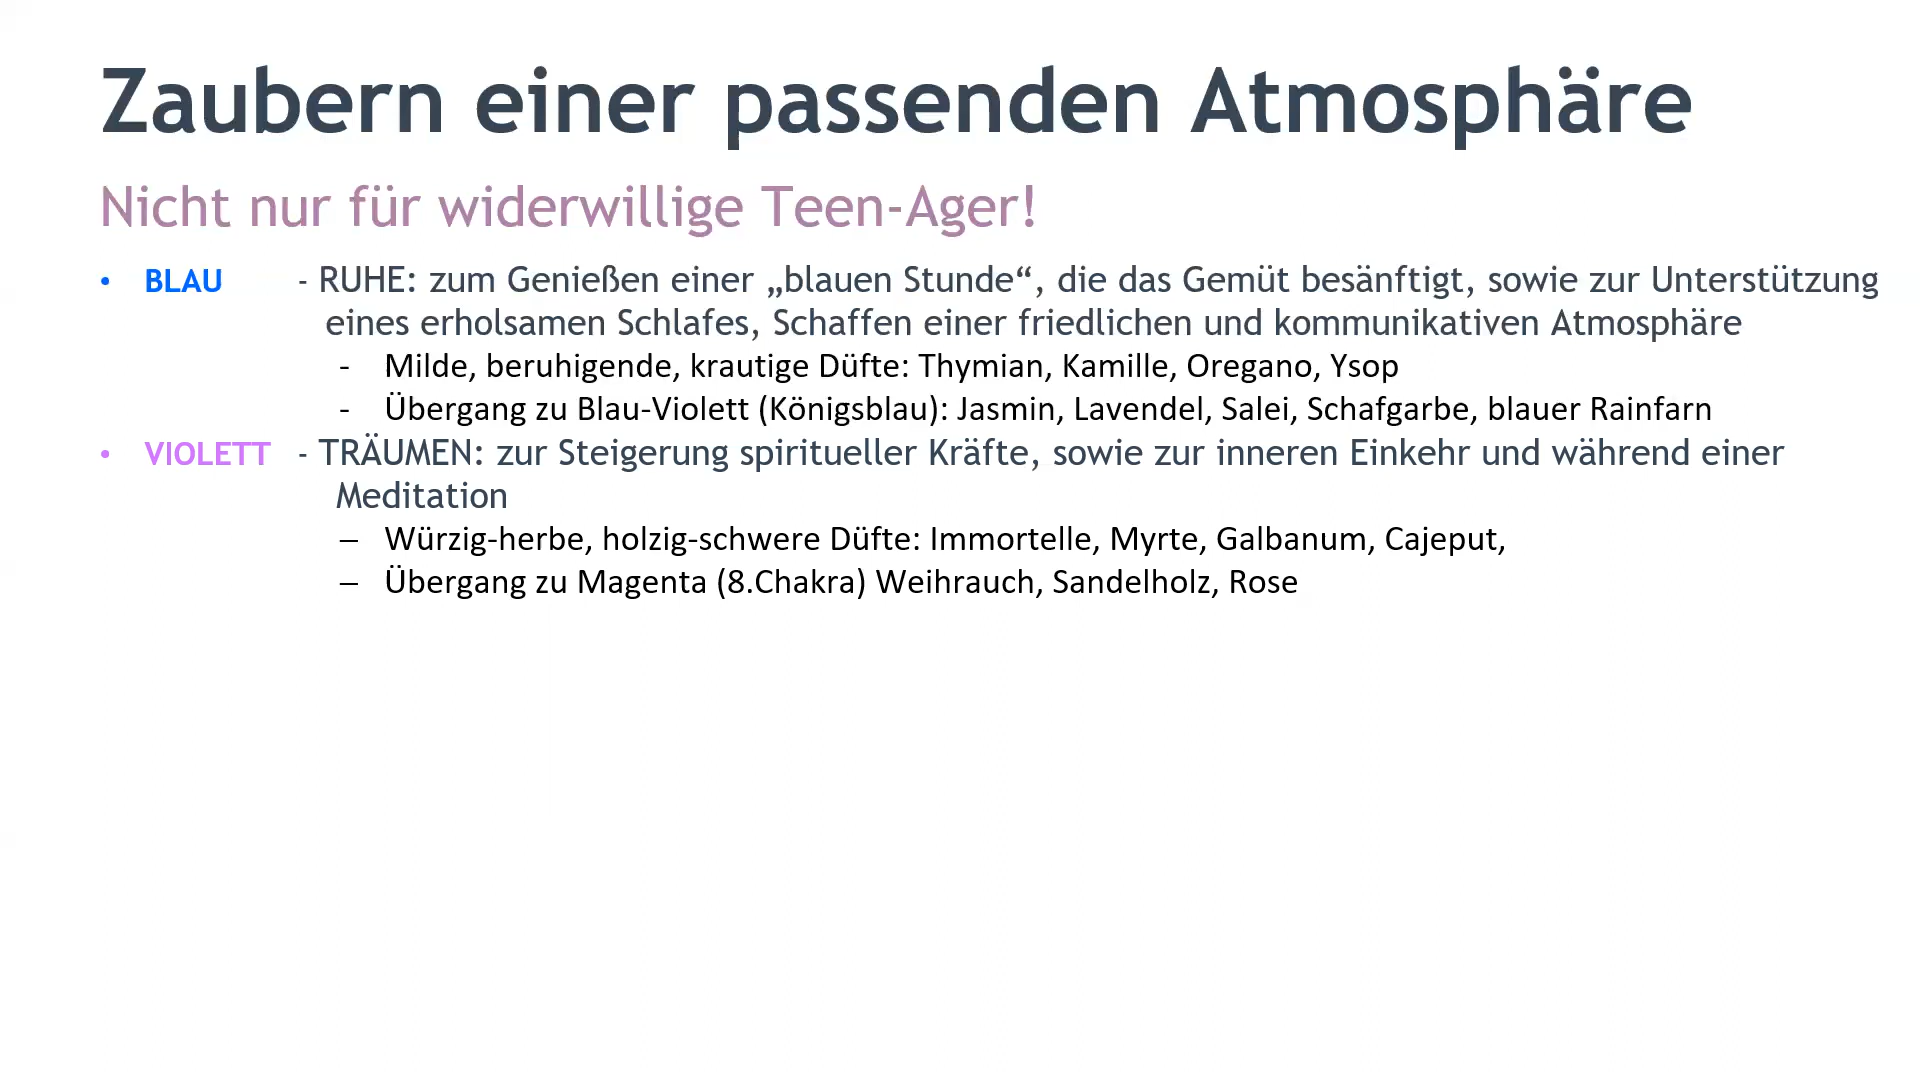 Zaubern einer passenden Atmosphäre
Nicht nur für widerwillige Teen-Ager!
• BLAU - RUHE: zum Genießen einer „blauen Stunde“, die das Gemüt besänftigt, sowie zur Unterstützung
eines erholsamen Schlafes, Schaffen einer friedlichen und kommunikativen Atmosphäre
- Milde, beruhigende, krautige Düfte: Thymian, Kamille, Oregano, Ysop
- Übergang zu Blau-Violett (Königsblau): Jasmin, Lavendel, Salei, Schafgarbe, blauer Rainfarn
• VIOLETT - TRÄUMEN: zur Steigerung spiritueller Kräfte, sowie zur inneren Einkehr und während einer
Meditation
– Würzig-herbe, holzig-schwere Düfte: Immortelle, Myrte, Galbanum, Cajeput,
– Übergang zu Magenta (8.Chakra) Weihrauch, Sandelholz, Rose